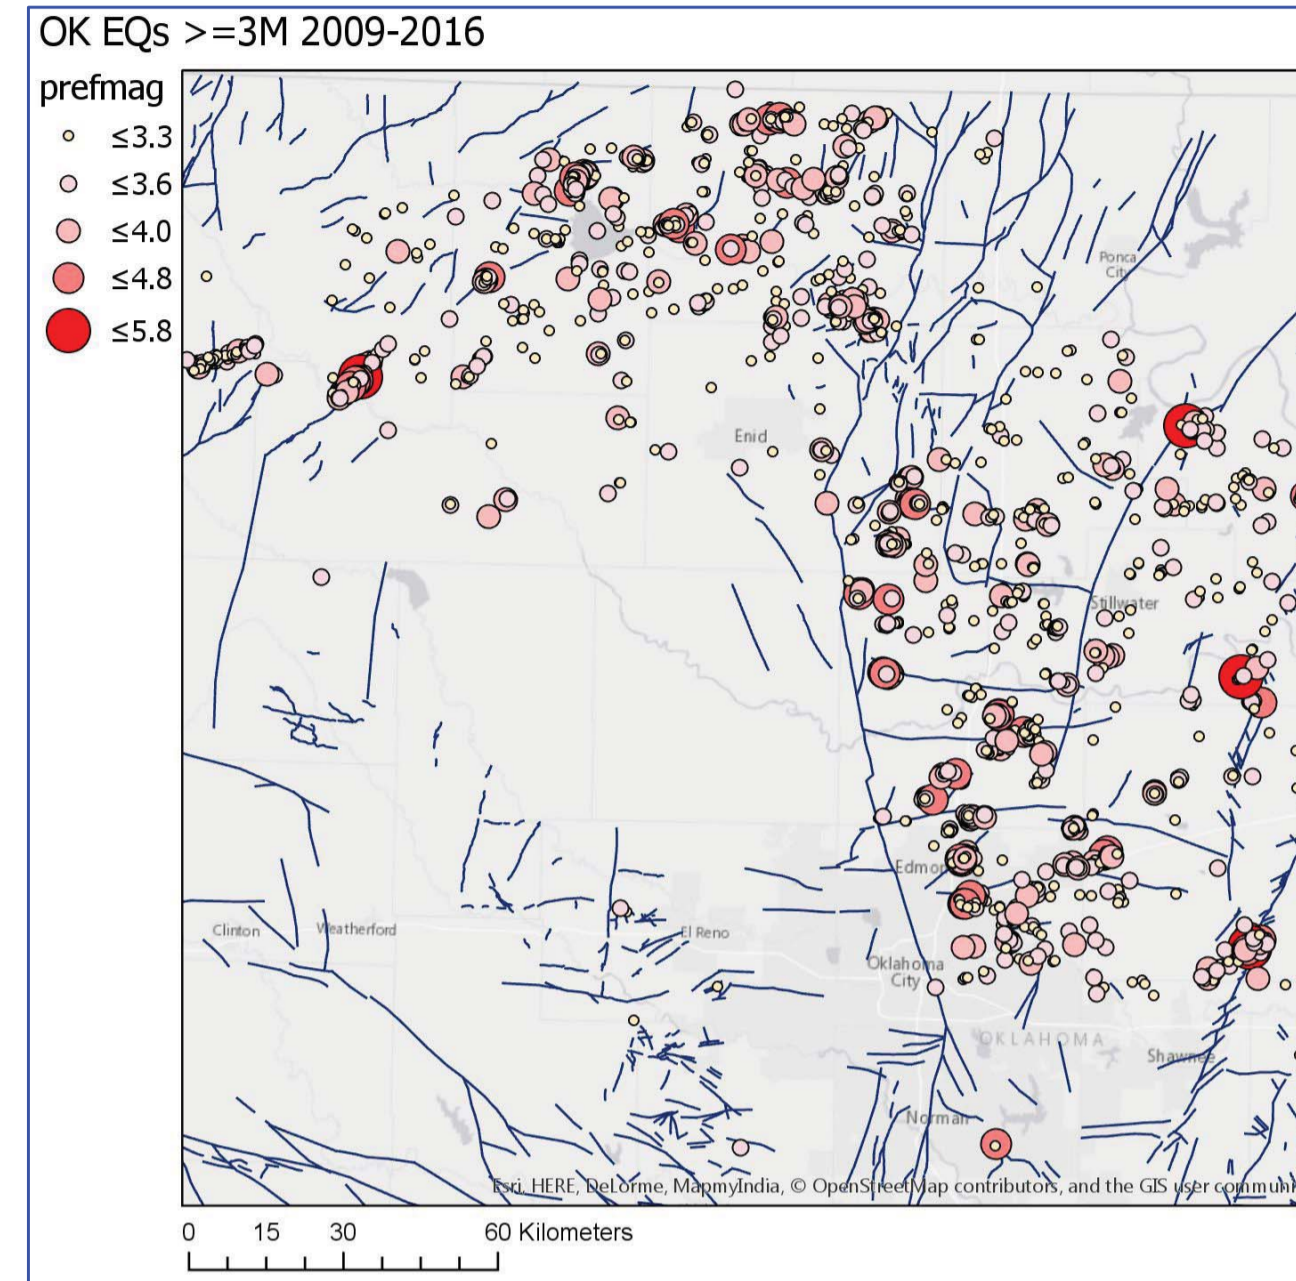 OK EQs >=3M 2009-2016
prefmag
≤3.3
≤3.6
≤4.0
≤4.8
≤5.8
Ponca
City
Enid
Stillwater
Edmon
Clinton
Weatherford
El Reno
Oklahoma
City
OKLAHOMA
Shawnee
Norman
Esri, HERE, DeLorme, MapmyIndia, © OpenStreetMap contributors, and the GIS user communi
0 15 30 60 Kilometers